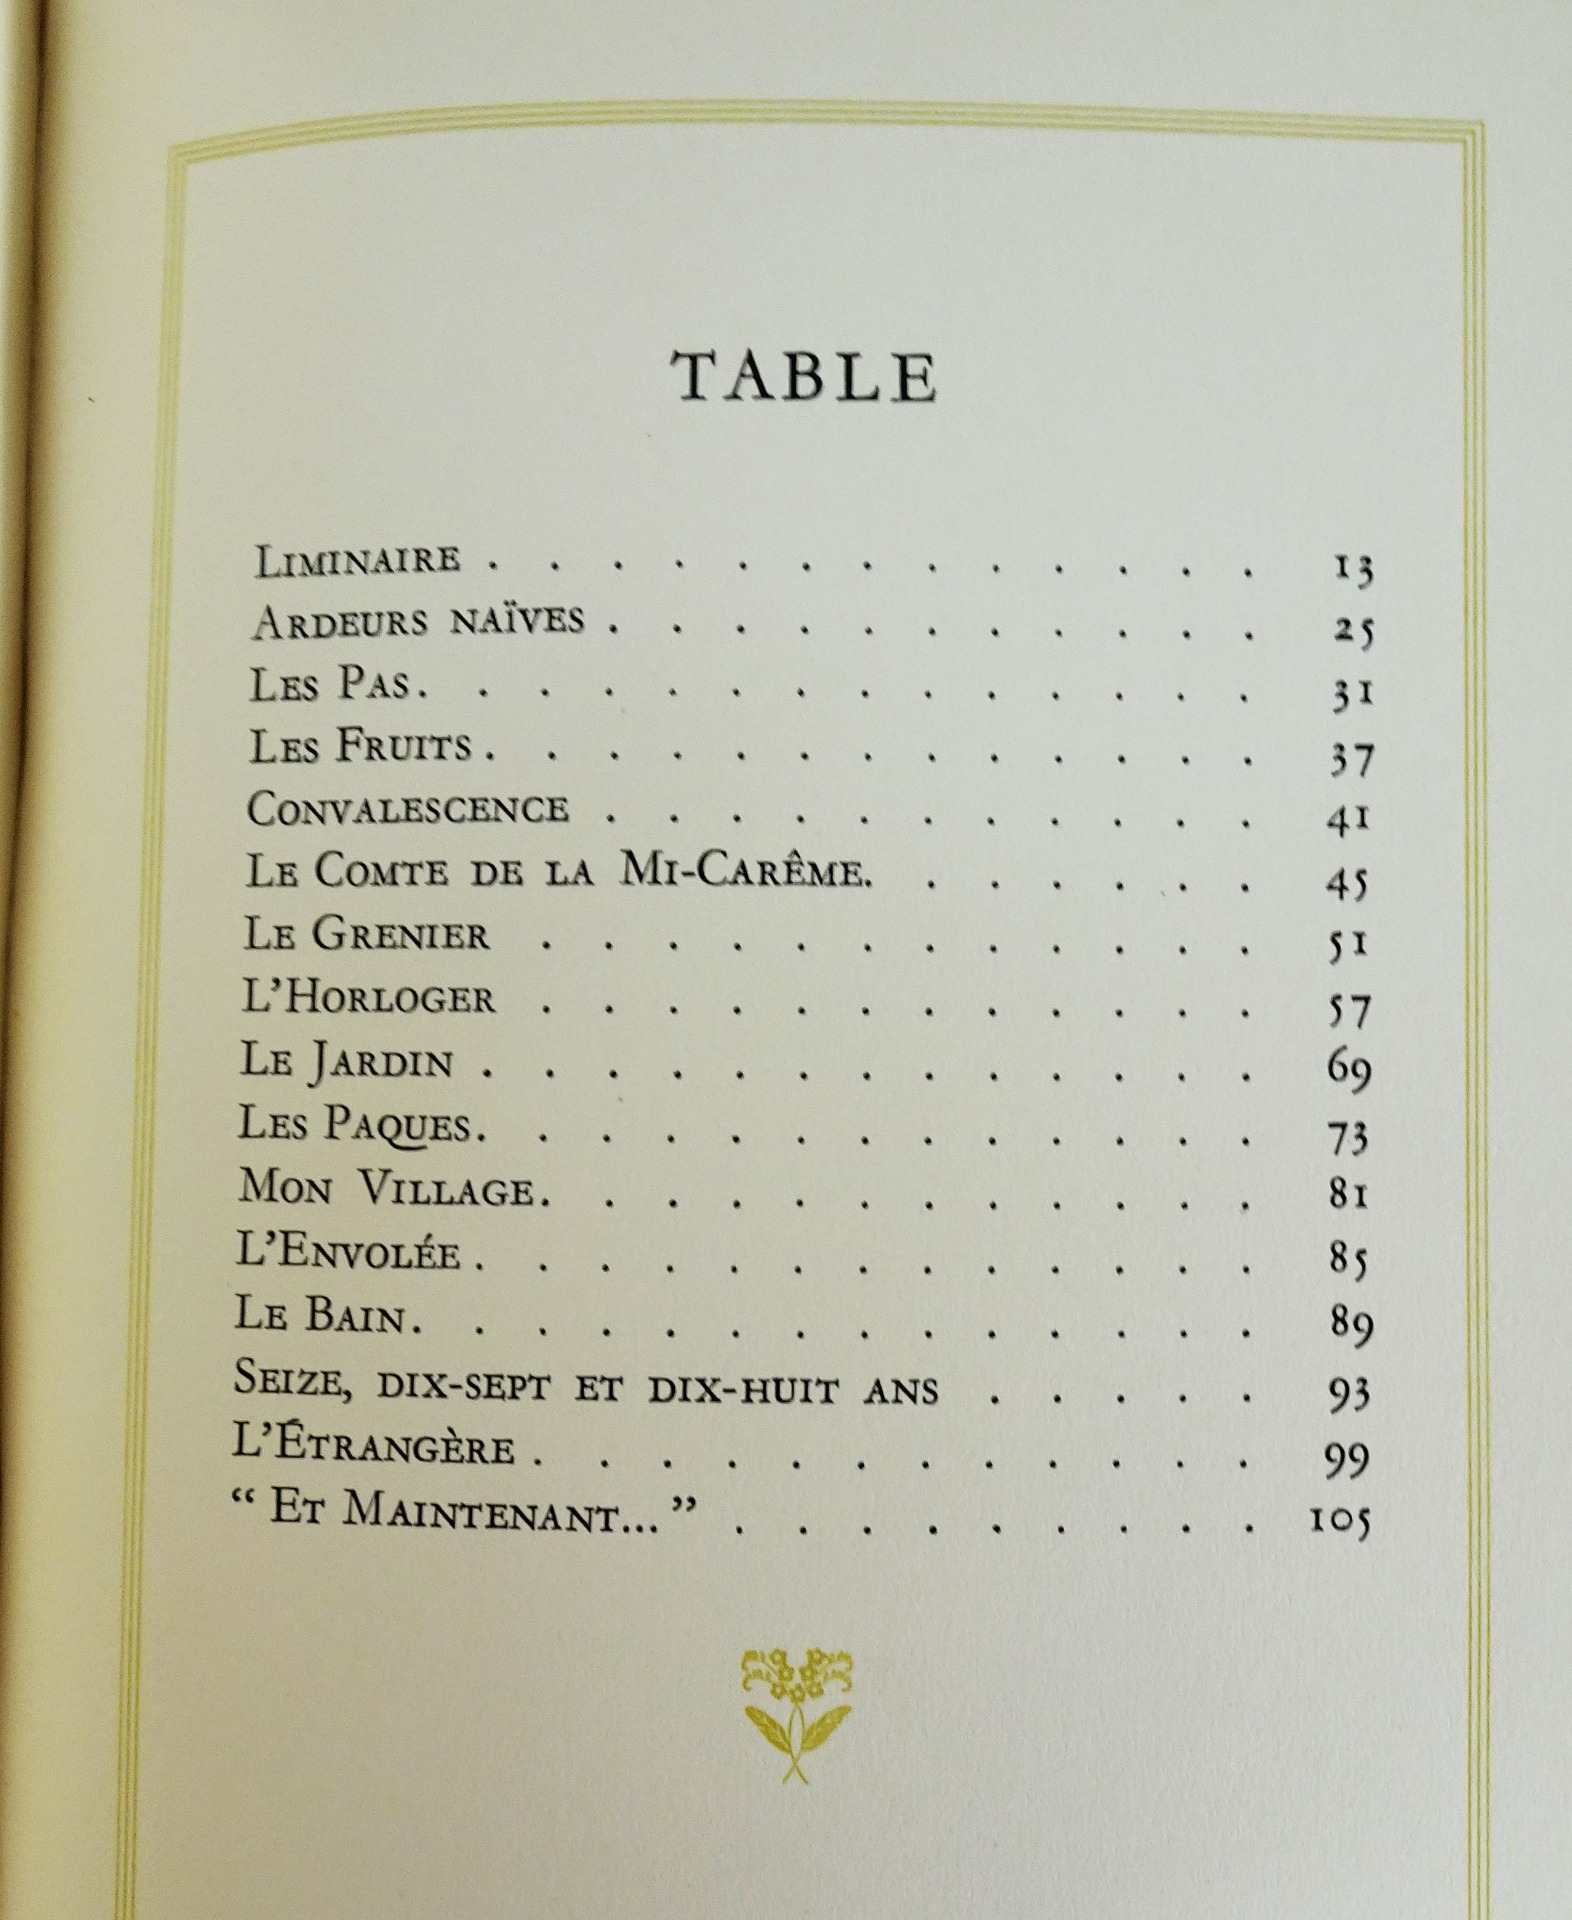 TABLE
LIMINAIRE . . . . . . . . . . . . . 13
ARDEURS NAÏVES . . . . . . . . . . . 25
LES PAS. . . . . . . . . . . . . . 31
LES FRUITS . . . . . . . . . . . . . 37
CONVALESCENCE . . . . . . . . . . . 41
LE COMTE DE LA MI-CARÊME. . . . . . . 45
LE GRENIER . . . . . . . . . . . . 51
L’HORLOGER . . . . . . . . . . . . 57
LE JARDIN . . . . . . . . . . . . . 69
LES PAQUES. . . . . . . . . . . . . 73
MON VILLAGE. . . . . . . . . . . . 81
L’ENVOLÉE . . . . . . . . . . . . . 85
LE BAIN. . . . . . . . . . . . . . 89
SEIZE, DIX-SEPT ET DIX-HUIT ANS . . . . . 93
L’ÉTRANGÈRE . . . . . . . . . . . . 99
“ ET MAINTENANT... ” . . . . . . . . . 105